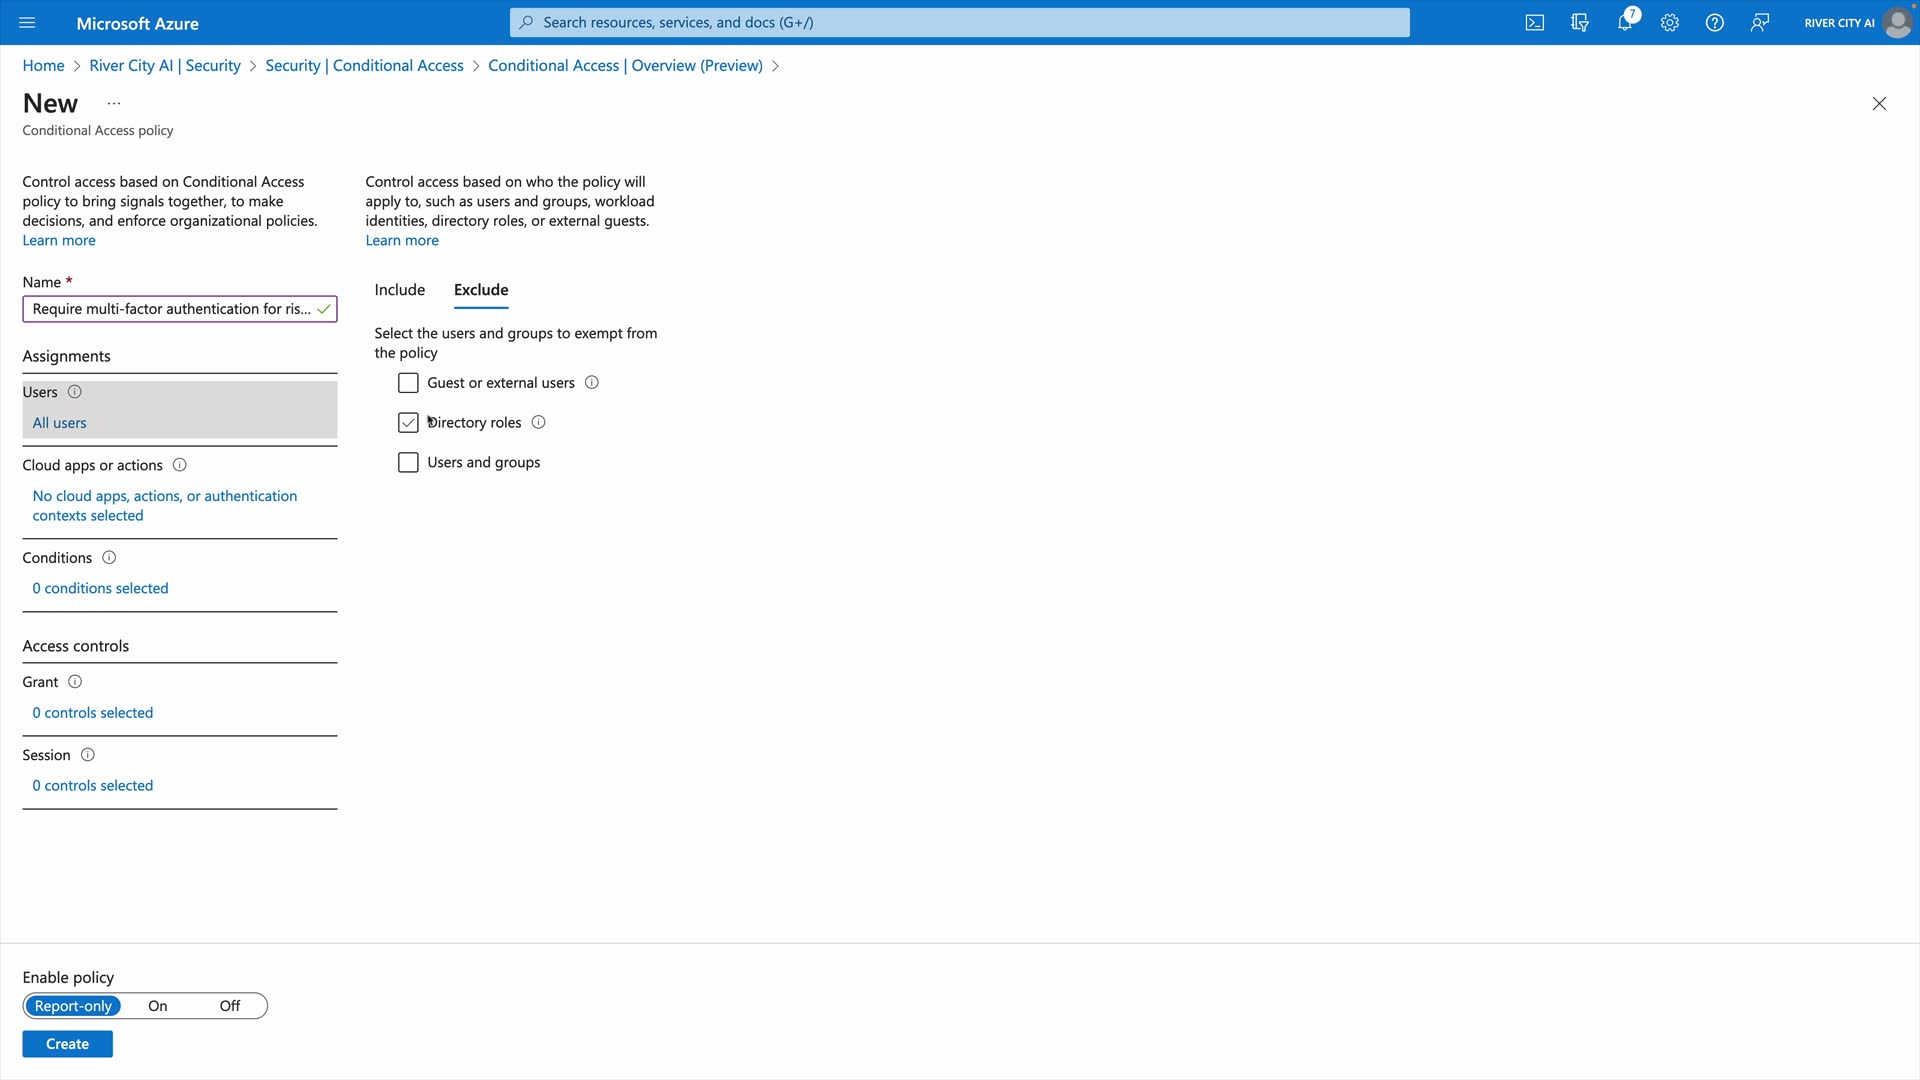 Microsoft Azure
Search resources, services, and docs (G+/)
7
RIVER CITY AI
Home > River City AI | Security > Security | Conditional Access > Conditional Access | Overview (Preview) >
New ...
Conditional Access policy
Control access based on Conditional Access
policy to bring signals together, to make
decisions, and enforce organizational policies.
Learn more
Name *
Require multi-factor authentication for ris...
Assignments
Users
All users
Cloud apps or actions
No cloud apps, actions, or authentication
contexts selected
Conditions
0 conditions selected
Access controls
Grant
0 controls selected
Session
0 controls selected
Control access based on who the policy will
apply to, such as users and groups, workload
identities, directory roles, or external guests.
Learn more
Include Exclude
Select the users and groups to exempt from
the policy
Guest or external users
Directory roles
Users and groups
Enable policy
Report-only On Off
Create